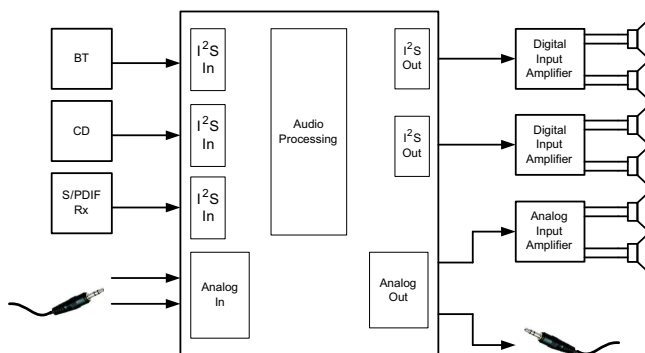 BT
CD
S/PDIF
Rx
I²S
In
I²S
In
I²S
In
Analog
In
Audio
Processing
I²S
Out
I²S
Out
Analog
Out
Digital
Input
Amplifier
Digital
Input
Amplifier
Analog
Input
Amplifier